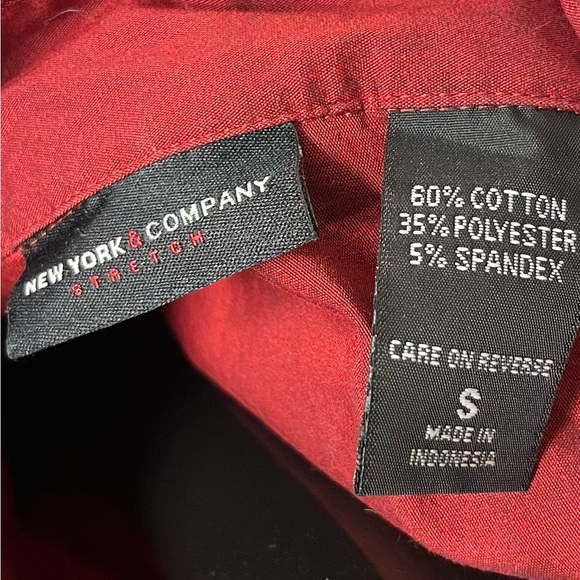 NEW YORK & COMPANY
STRETCH
60% COTTON
35% POLYESTER
5% SPANDEX
CARE ON REVERSE
S
MADE IN
INDONESIA